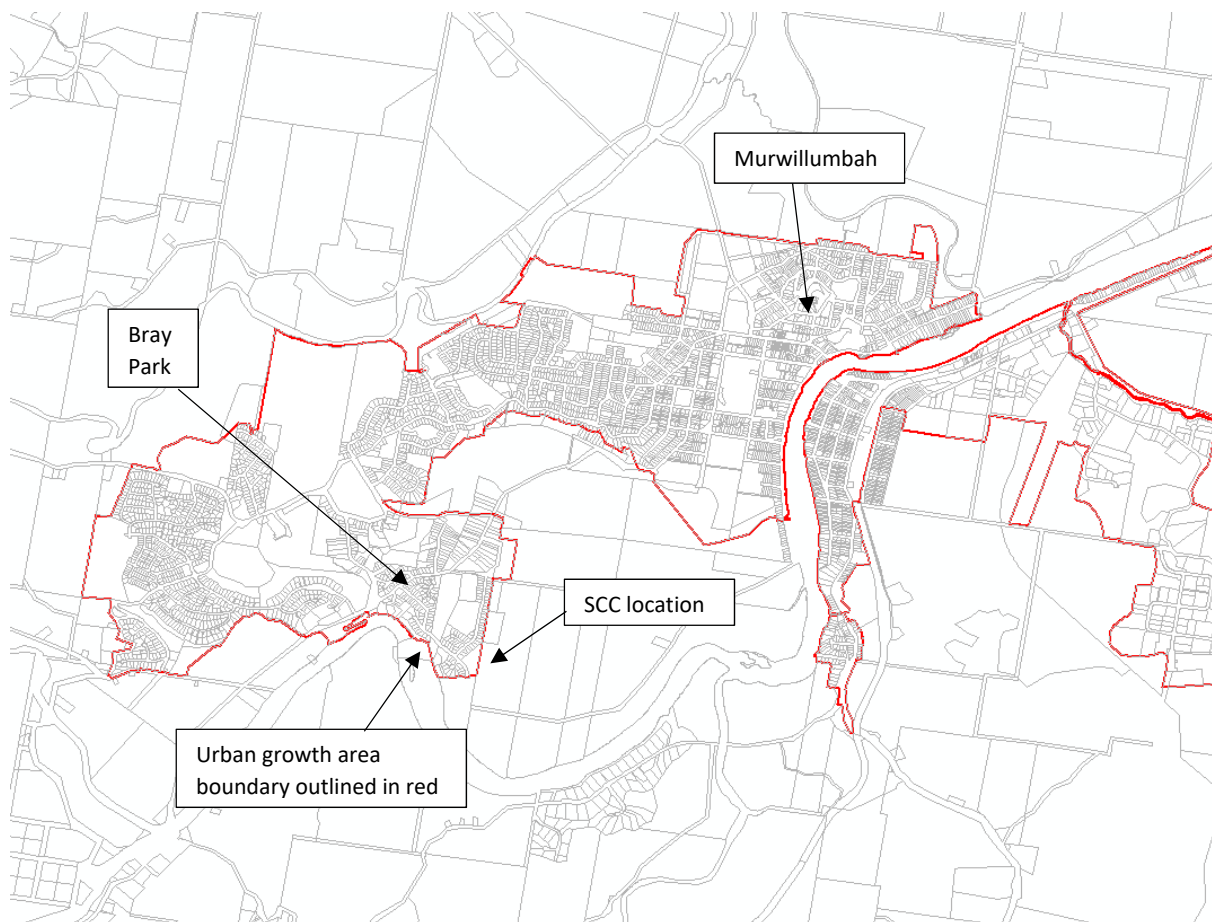 Murwillumbah
Bray
Park
SCC location
Urban growth area
boundary outlined in red